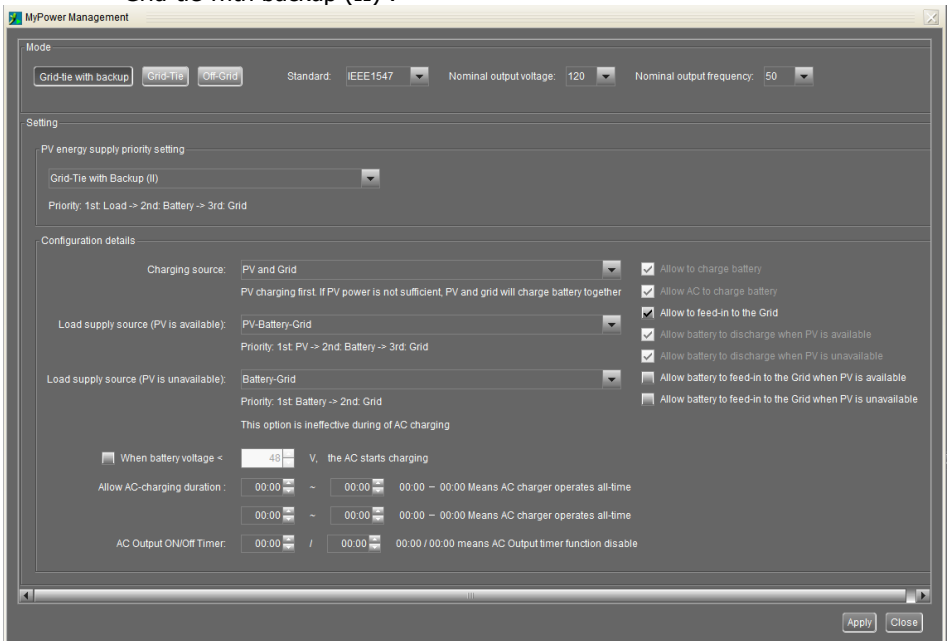 Grid-tie with backup (II) :
MyPower Management
Mode
Grid-tie with backup Grid-Tie Off-Grid Standard: IEEE1547 Nominal output voltage: 120 Nominal output frequency: 50
Setting
PV energy supply priority setting
Grid-Tie with Backup (II)
Priority: 1st: Load -> 2nd: Battery -> 3rd: Grid
Configuration details
Charging source: PV and Grid
PV charging first. If PV power is not sufficient, PV and grid will charge battery together
Load supply source (PV is available): PV-Battery-Grid
Priority: 1st: PV -> 2nd: Battery -> 3rd: Grid
Load supply source (PV is unavailable): Battery-Grid
Priority: 1st: Battery -> 2nd: Grid
This option is ineffective during of AC charging
Allow to charge battery
Allow AC to charge battery
Allow to feed-in to the Grid
Allow battery to discharge when PV is available
Allow battery to discharge when PV is unavailable
Allow battery to feed-in to the Grid when PV is available
Allow battery to feed-in to the Grid when PV is unavailable
When battery voltage < 48 V, the AC starts charging
Allow AC-charging duration : 00:00 ~ 00:00 00:00 ~ 00:00 Means AC charger operates all-time
00:00 ~ 00:00 00:00 ~ 00:00 Means AC charger operates all-time
AC Output ON/Off Timer: 00:00 / 00:00 00:00 / 00:00 means AC Output timer function disable
Apply Close